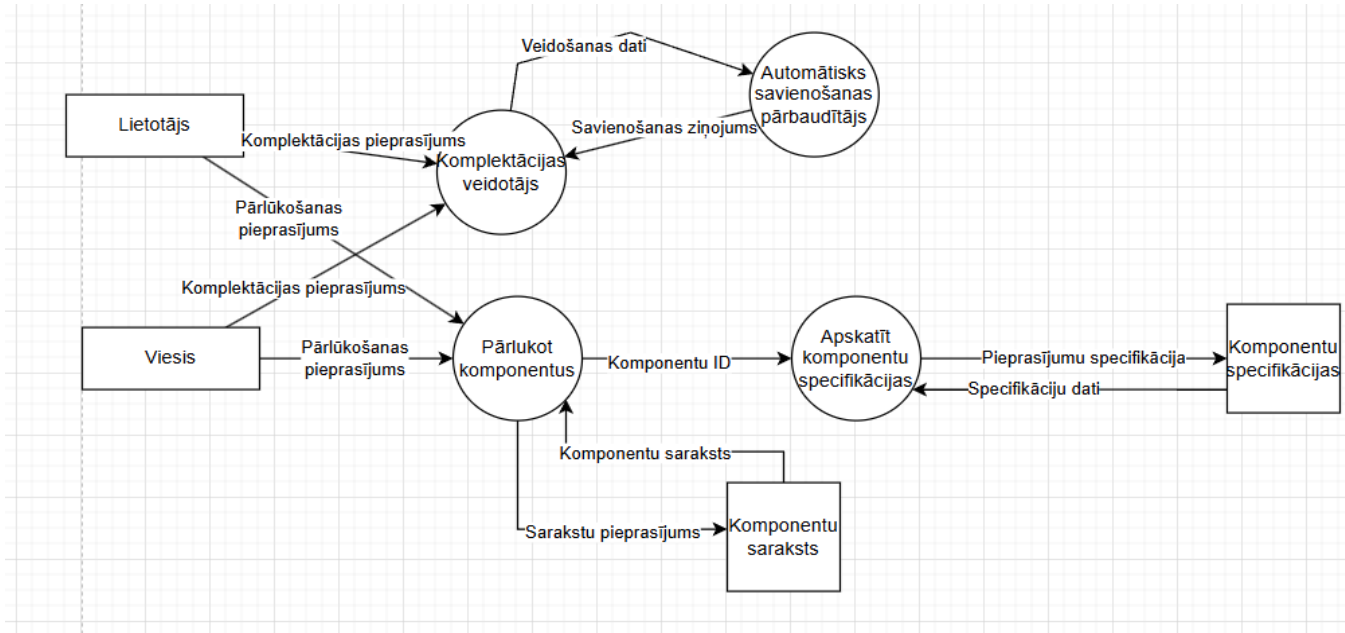 Veidošanas dati
Automātisks
savienošanas
pārbaudītājs
Lietotājs
Komplektācijas pieprasījums
Savienošanas ziņojums
Komplektācijas
veidotājs
Pārlūkošanas
pieprasījums
Komplektācijas pieprasījums
Viesis
Pārlūkošanas
pieprasījums
Pārlukot
komponentus
Komponentu ID
Apskatīt
komponentu
specifikācijas
Pieprasījumu specifikācija
Specifikāciju dati
Komponentu
specifikācijas
Komponentu saraksts
Sarakstu pieprasījums
Komponentu
saraksts